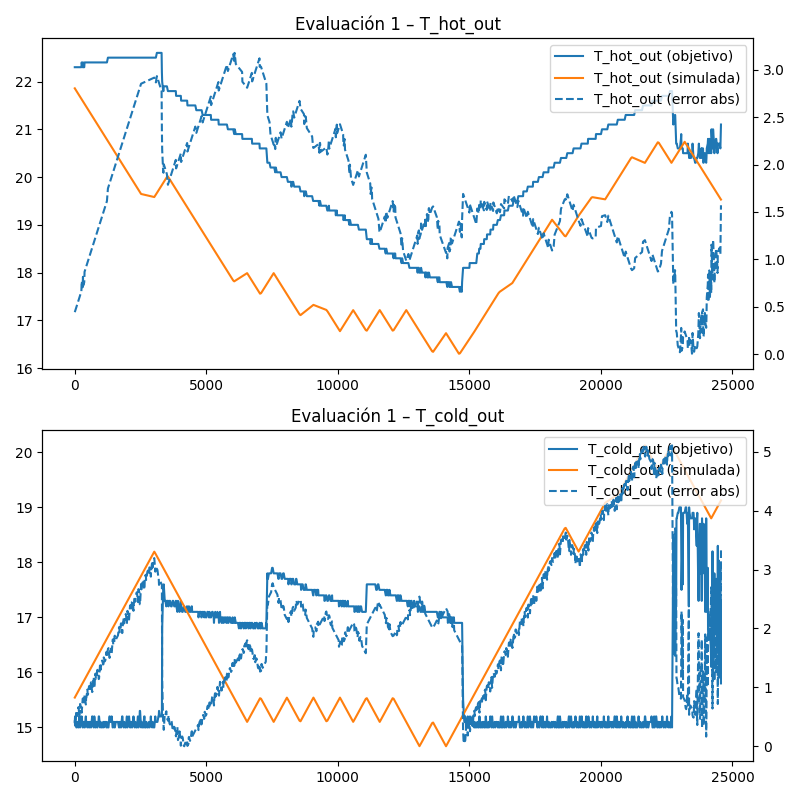 Evaluación 1 – T_hot_out
T_hot_out (objetivo)
T_hot_out (simulada)
T_hot_out (error abs)
22
21
20
19
18
17
16
3.0
2.5
2.0
1.5
1.0
0.5
0.0
0 5000 10000 15000 20000 25000
Evaluación 1 – T_cold_out
T_cold_out (objetivo)
T_cold_out (simulada)
T_cold_out (error abs)
20
19
18
17
16
15
5
4
3
2
1
0
0 5000 10000 15000 20000 25000